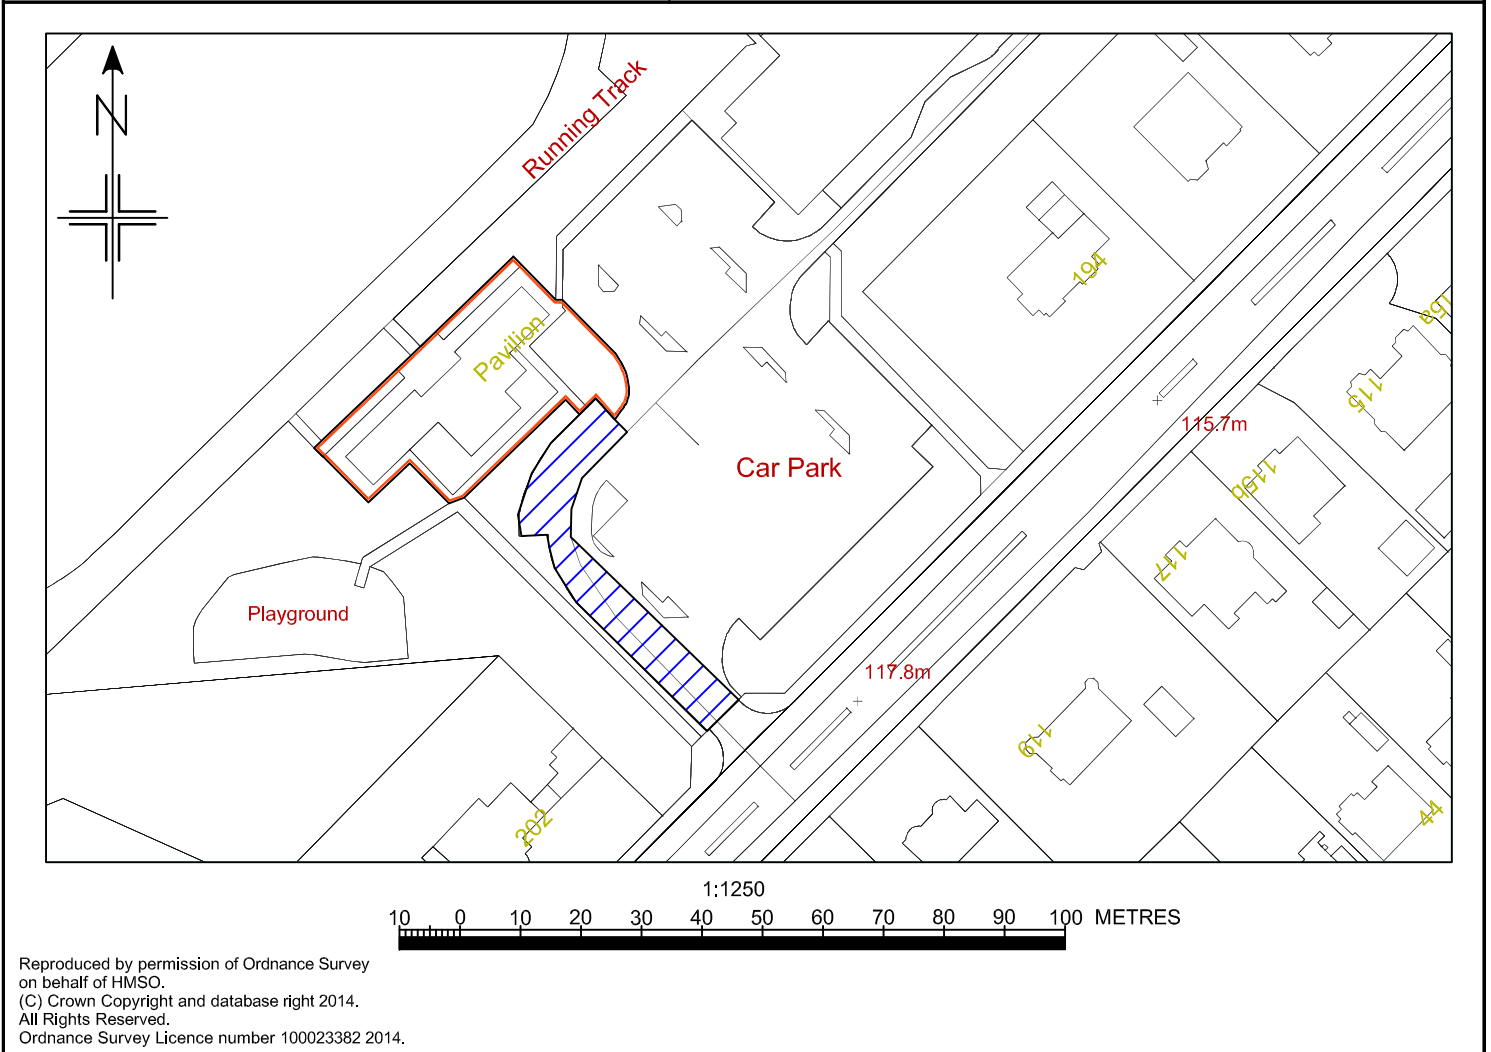 N
Running Track
Pavilion
194
Car Park
115.7m
15a
115
115b
117
Playground
117.8m
119
202
44
1:1250
10 0 10 20 30 40 50 60 70 80 90 100 METRES
Reproduced by permission of Ordnance Survey
on behalf of HMSO.
(C) Crown Copyright and database right 2014.
All Rights Reserved.
Ordnance Survey Licence number 100023382 2014.